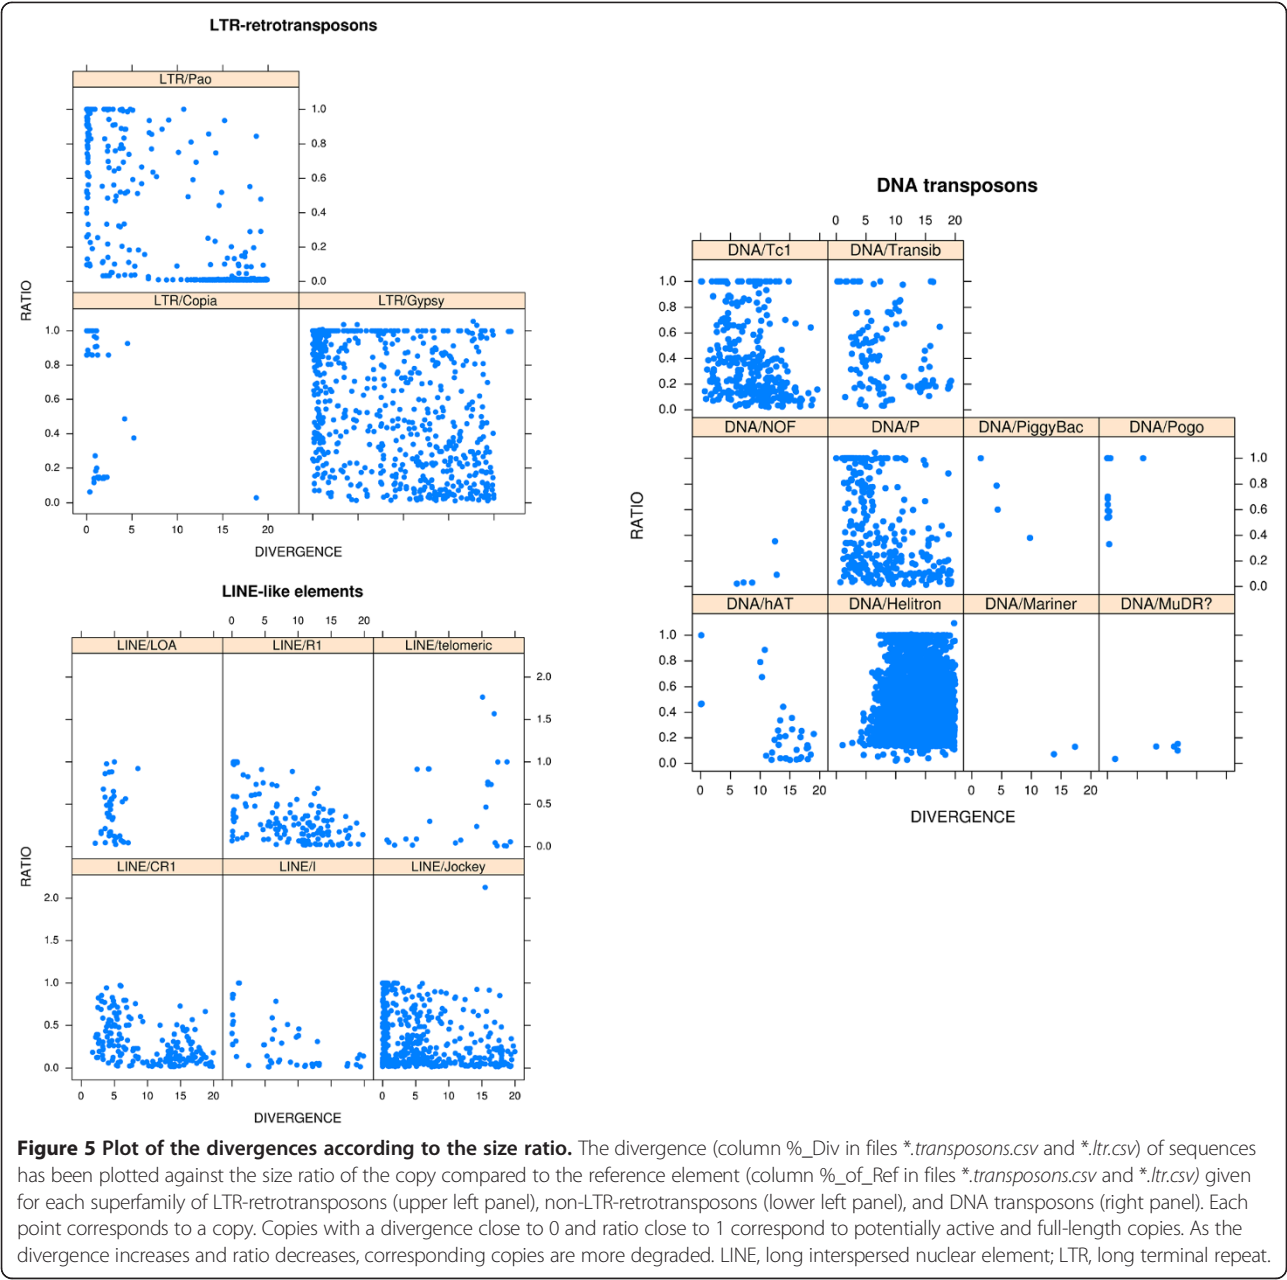 LTR-retrotransposons
LTR/Pao
1.0
0.8
0.6
0.4
0.2
0.0
RATIO
LTR/Copia LTR/Gypsy
1.0
0.8
0.6
0.4
0.2
0.0
0 5 10 15 20
DIVERGENCE
LINE-like elements
0 5 10 15 20
LINE/LOA LINE/R1 LINE/telomeric
2.0
1.5
1.0
0.5
0.0
RATIO
LINE/CR1 LINE/I LINE/Jockey
2.0
1.5
1.0
0.5
0.0
0 5 10 15 20 0 5 10 15 20
DIVERGENCE
DNA transposons
0 5 10 15 20
DNA/Tc1 DNA/Transib
1.0
0.8
0.6
0.4
0.2
0.0
DNA/NOF DNA/P DNA/PiggyBac DNA/Pogo
1.0
0.8
0.6
0.4
0.2
0.0
RATIO
DNA/hAT DNA/Helitron DNA/Mariner DNA/MuDR?
1.0
0.8
0.6
0.4
0.2
0.0
0 5 10 15 20 0 5 10 15 20
DIVERGENCE
Figure 5 Plot of the divergences according to the size ratio. The divergence (column %_Div in files *.transposons.csv and *.ltr.csv) of sequences
has been plotted against the size ratio of the copy compared to the reference element (column %_of_Ref in files *.transposons.csv and *.ltr.csv) given
for each superfamily of LTR-retrotransposons (upper left panel), non-LTR-retrotransposons (lower left panel), and DNA transposons (right panel). Each
point corresponds to a copy. Copies with a divergence close to 0 and ratio close to 1 correspond to potentially active and full-length copies. As the
divergence increases and ratio decreases, corresponding copies are more degraded. LINE, long interspersed nuclear element; LTR, long terminal repeat.